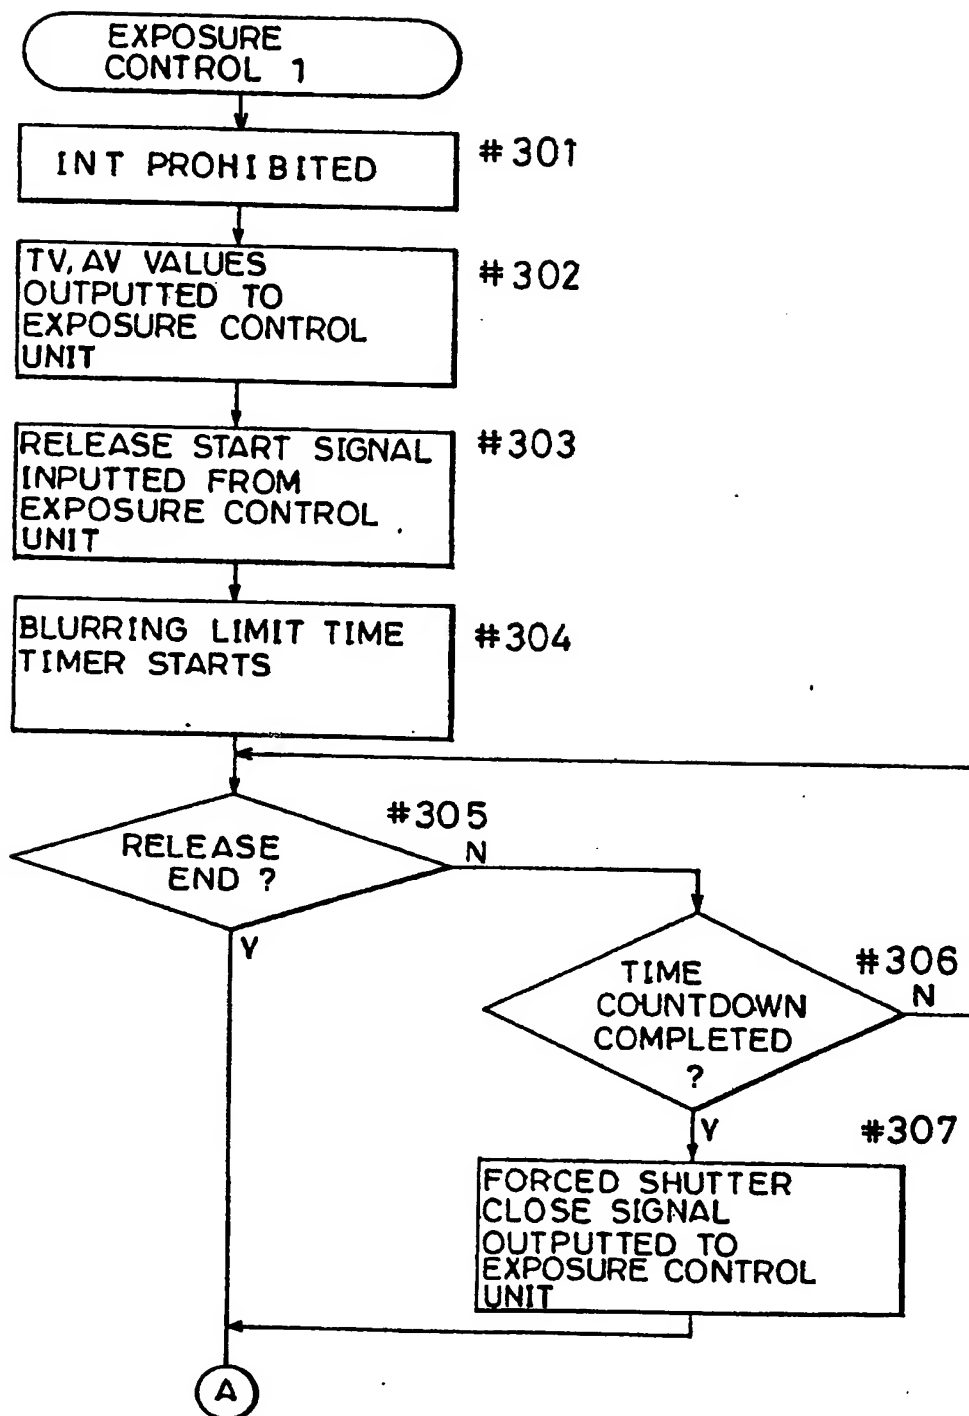 EXPOSURE
CONTROL 1
INT PROHIBITED
#301
TV, AV VALUES
OUTPUTTED TO
EXPOSURE CONTROL
UNIT
#302
RELEASE START SIGNAL
INPUTTED FROM
EXPOSURE CONTROL
UNIT
#303
BLURRING LIMIT TIME
TIMER STARTS
#304
RELEASE
END ?
#305
N
Y
TIME
COUNTDOWN
COMPLETED
?
#306
N
Y
#307
FORCED SHUTTER
CLOSE SIGNAL
OUTPUTTED TO
EXPOSURE CONTROL
UNIT
A